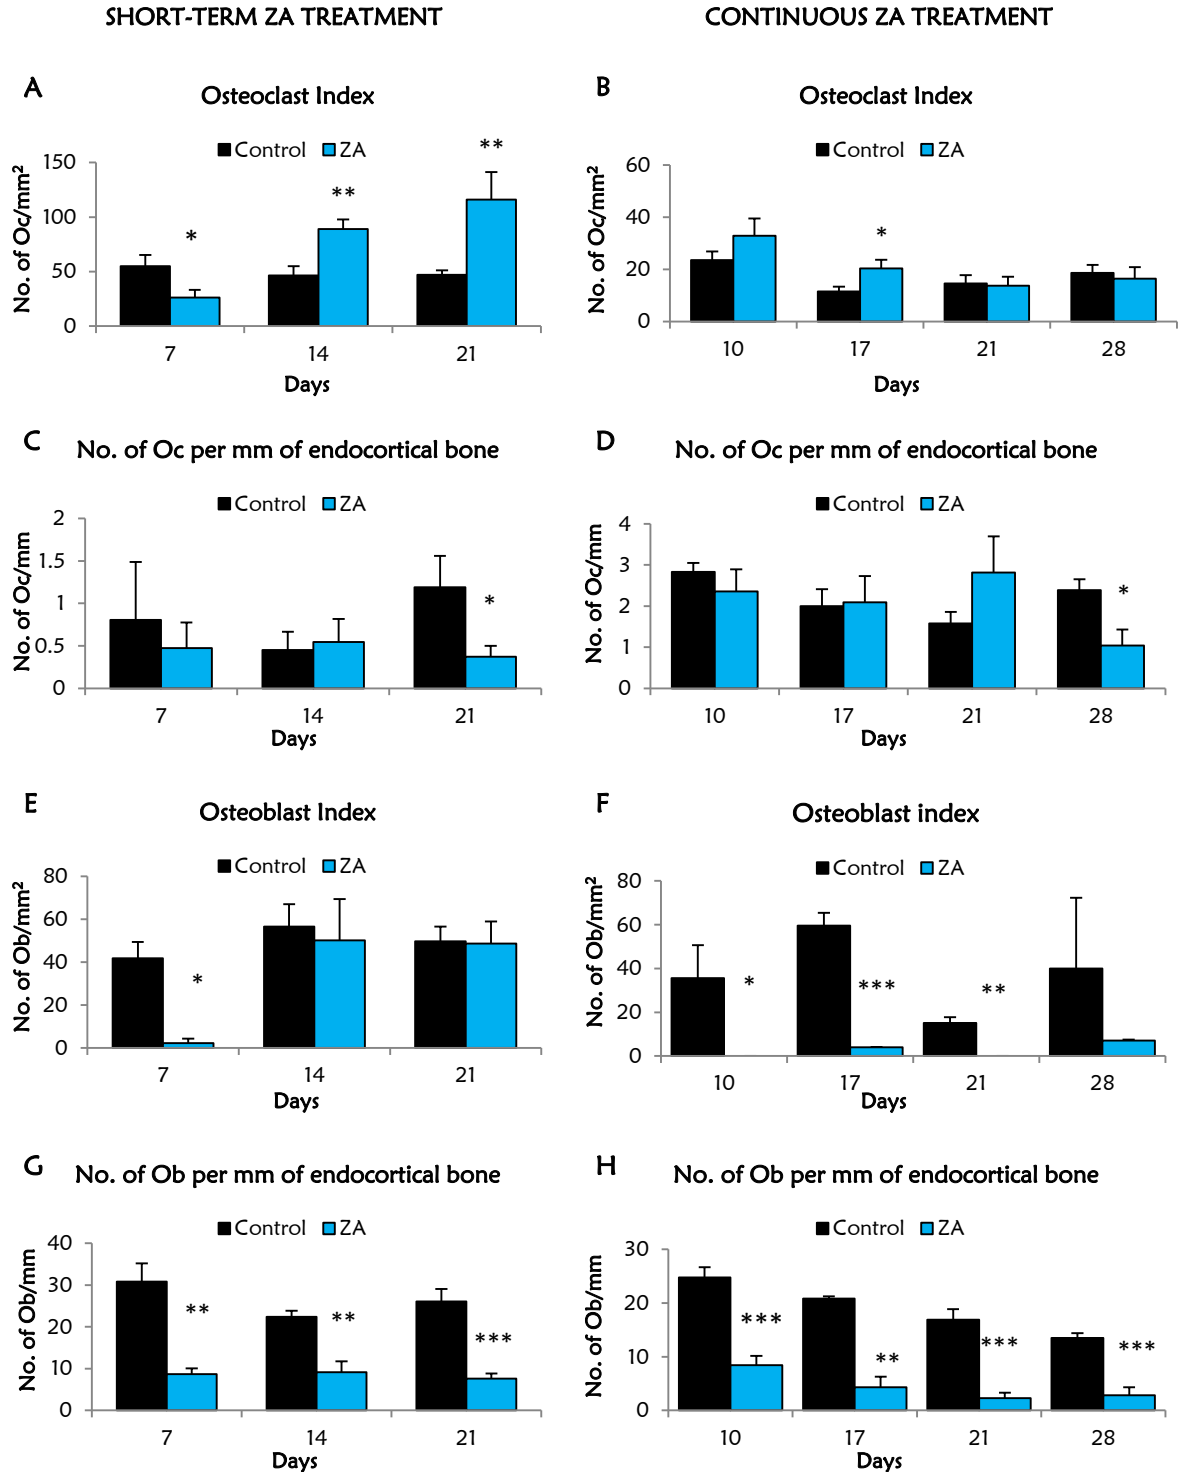 SHORT-TERM ZA TREATMENT
CONTINUOUS ZA TREATMENT
A
Osteoclast Index
Control ZA
No. of Oc/mm²
150
100
50
0
*
**
**
7 14 21
Days
B
Osteoclast Index
Control ZA
No. of Oc/mm²
60
40
20
0
*
10 17 21 28
Days
C
No. of Oc per mm of endocortical bone
Control ZA
No. of Oc/mm
2
1.5
1
0.5
0
*
7 14 21
Days
D
No. of Oc per mm of endocortical bone
Control ZA
No. of Oc/mm
4
3
2
1
0
*
10 17 21 28
Days
E
Osteoblast Index
Control ZA
No. of Ob/mm²
80
60
40
20
0
*
7 14 21
Days
F
Osteoblast index
Control ZA
No. of Ob/mm²
80
60
40
20
0
*
***
**
10 17 21 28
Days
G
No. of Ob per mm of endocortical bone
Control ZA
No. of Ob/mm
40
30
20
10
0
**
**
***
7 14 21
Days
H
No. of Ob per mm of endocortical bone
Control ZA
No. of Ob/mm
30
20
10
0
***
**
***
***
10 17 21 28
Days